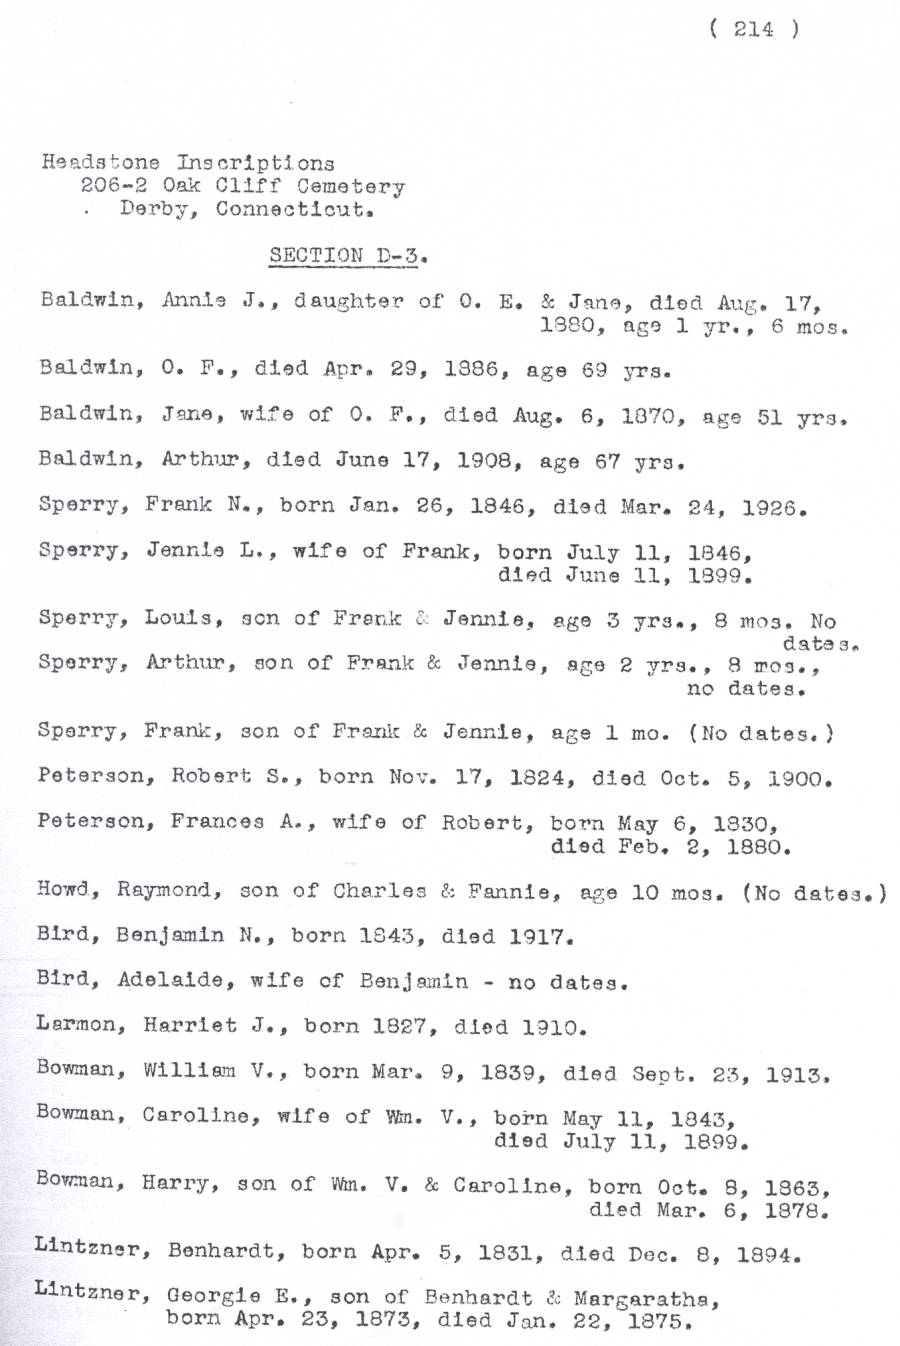 ( 214 )
Headstone Inscriptions
206-2 Oak Cliff Cemetery
. Derby, Connecticut.
SECTION D-3.
Baldwin, Annie J., daughter of O. E. & Jane, died Aug. 17,
1880, age 1 yr., 6 mos.
Baldwin, O. F., died Apr. 29, 1886, age 69 yrs.
Baldwin, Jane, wife of O. F., died Aug. 6, 1870, age 51 yrs.
Baldwin, Arthur, died June 17, 1908, age 67 yrs.
Sperry, Frank N., born Jan. 26, 1846, died Mar. 24, 1926.
Sperry, Jennie L., wife of Frank, born July 11, 1846,
died June 11, 1899.
Sperry, Louis, son of Frank & Jennie, age 3 yrs., 8 mos. No
dates.
Sperry, Arthur, son of Frank & Jennie, age 2 yrs., 8 mos.,
no dates.
Sperry, Frank, son of Frank & Jennie, age 1 mo. (No dates.)
Peterson, Robert S., born Nov. 17, 1824, died Oct. 5, 1900.
Peterson, Frances A., wife of Robert, born May 6, 1830,
died Feb. 2, 1880.
Howd, Raymond, son of Charles & Fannie, age 10 mos. (No dates.)
Bird, Benjamin N., born 1843, died 1917.
Bird, Adelaide, wife of Benjamin - no dates.
Larmon, Harriet J., born 1827, died 1910.
Bowman, William V., born Mar. 9, 1839, died Sept. 23, 1913.
Bowman, Caroline, wife of Wm. V., born May 11, 1843,
died July 11, 1899.
Bowman, Harry, son of Wm. V. & Caroline, born Oct. 8, 1863,
died Mar. 6, 1878.
Lintzner, Benhardt, born Apr. 5, 1831, died Dec. 8, 1894.
Lintzner, Georgie E., son of Benhardt & Margaratha,
born Apr. 23, 1873, died Jan. 22, 1875.